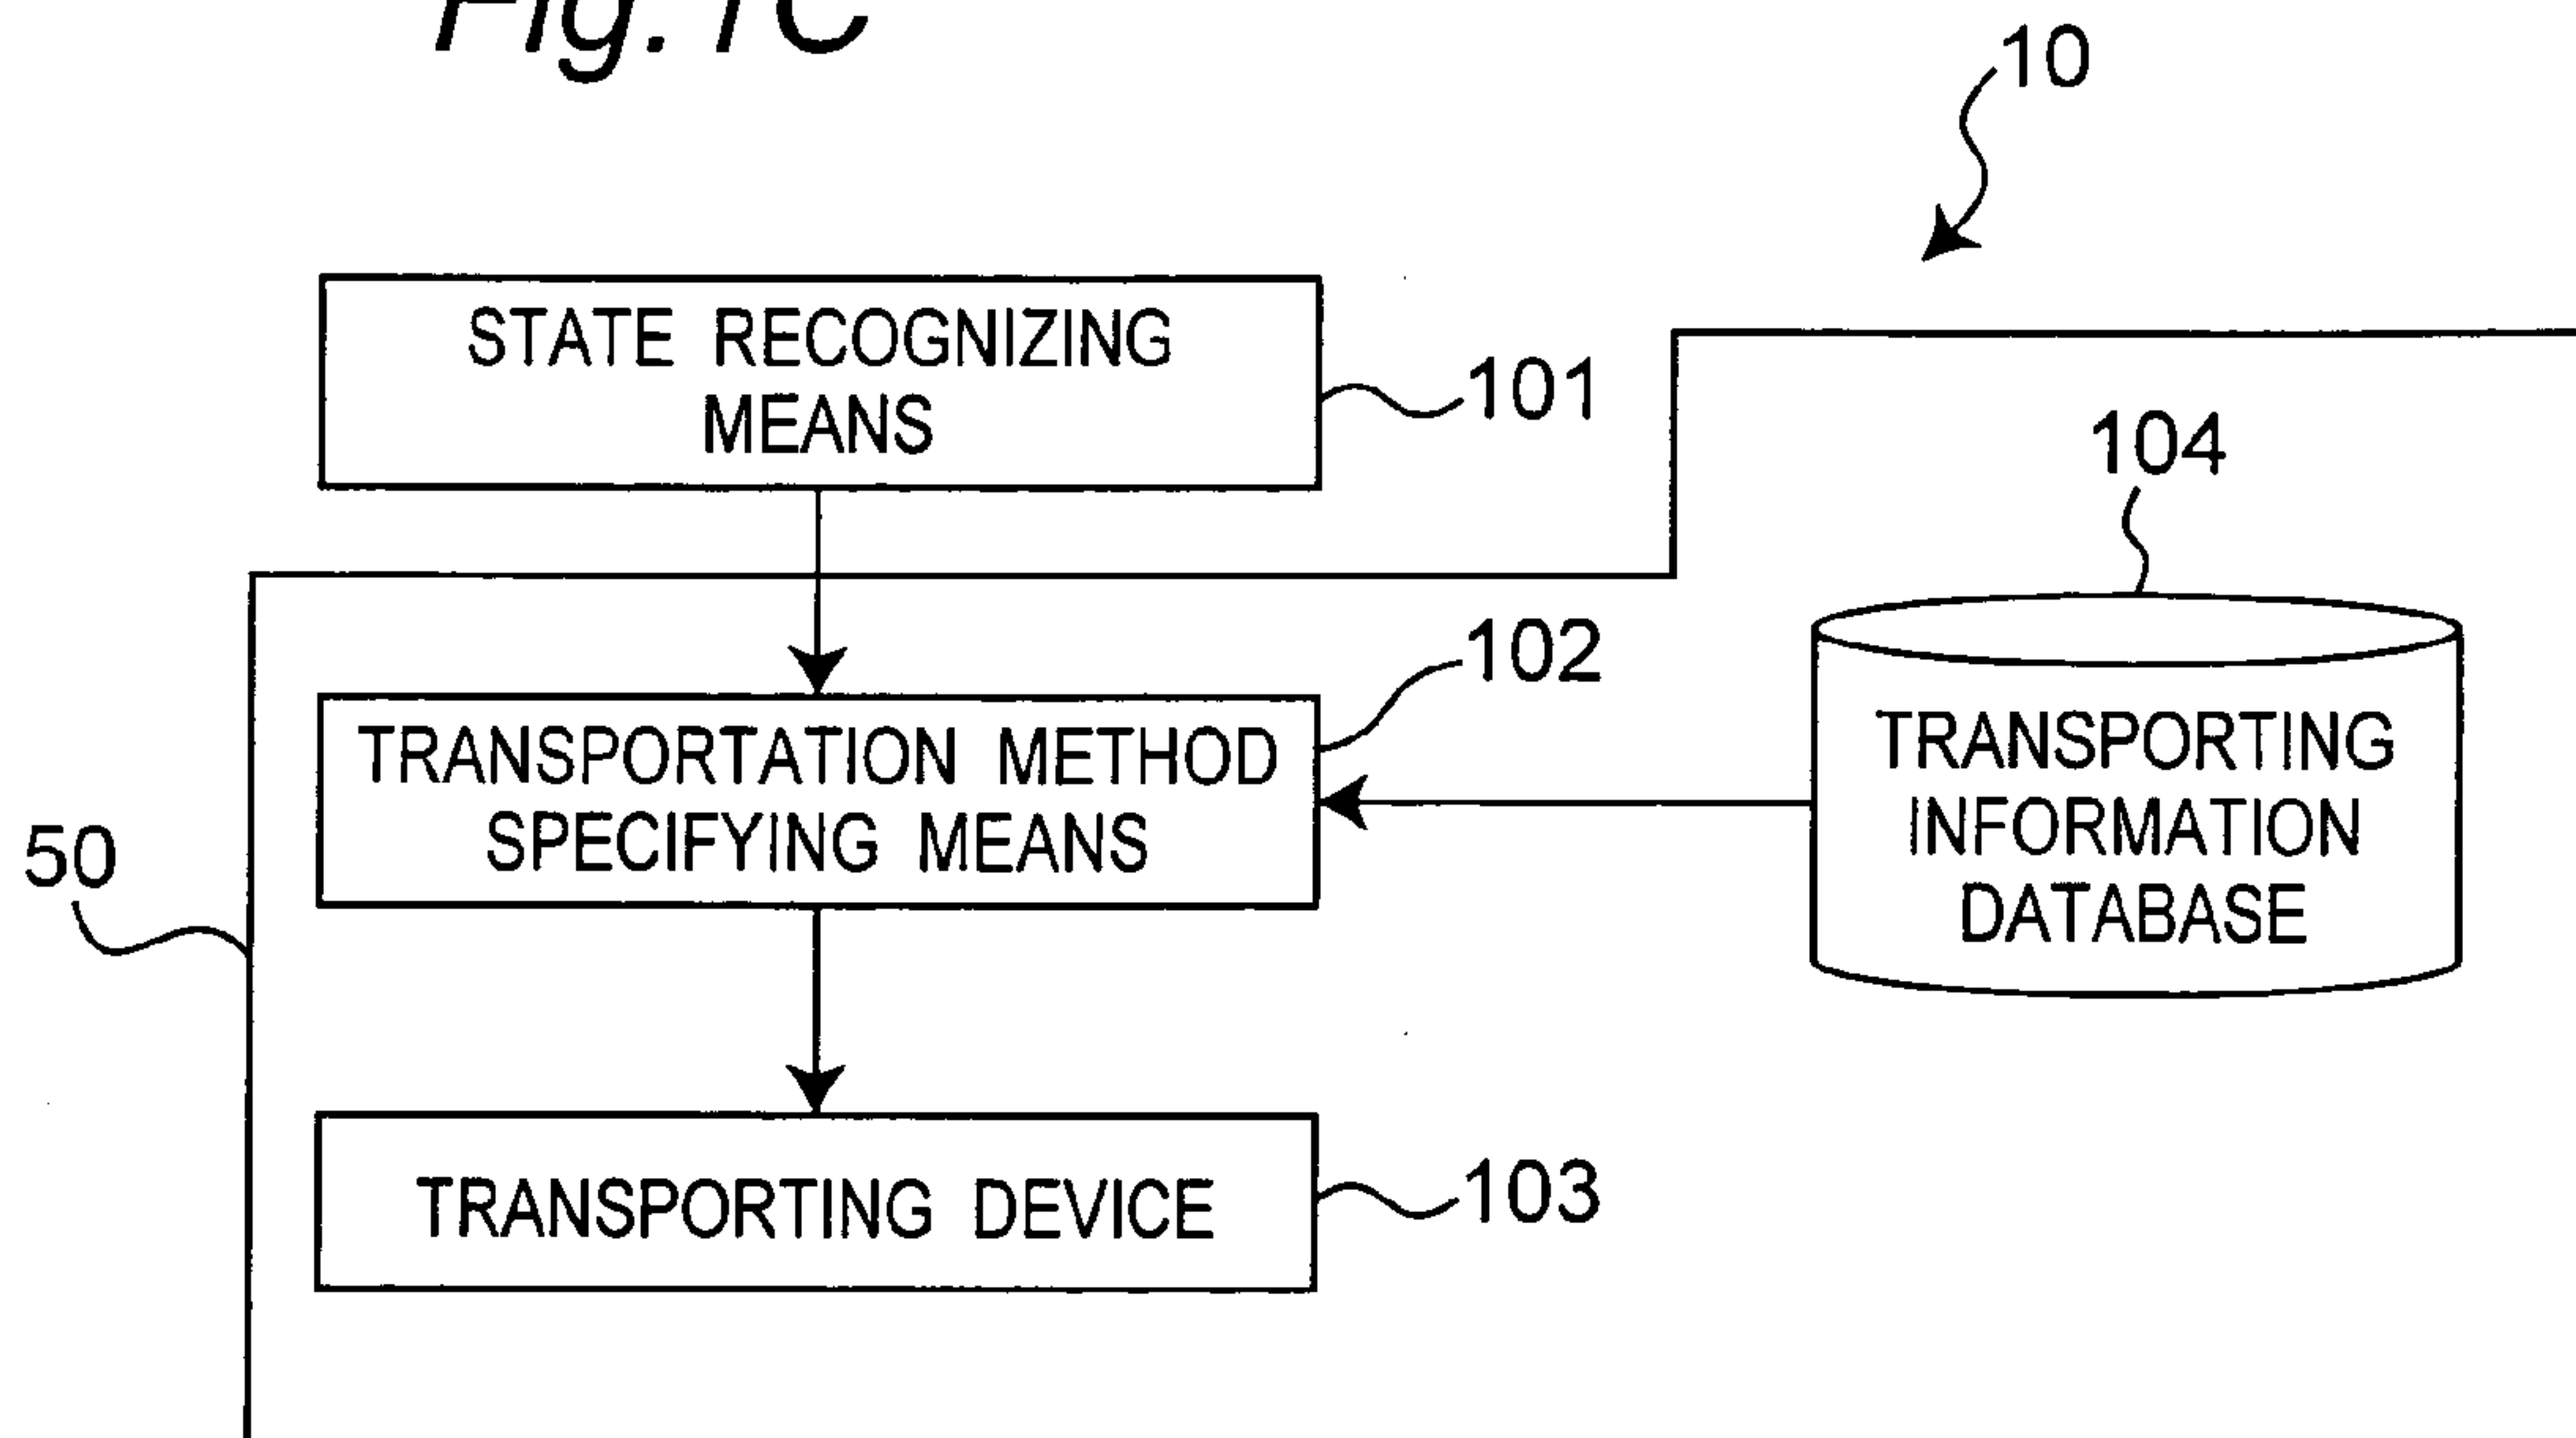 Fig.1C
10
STATE RECOGNIZING
MEANS
101
104
102
TRANSPORTATION METHOD
SPECIFYING MEANS
TRANSPORTING
INFORMATION
DATABASE
50
TRANSPORTING DEVICE
103